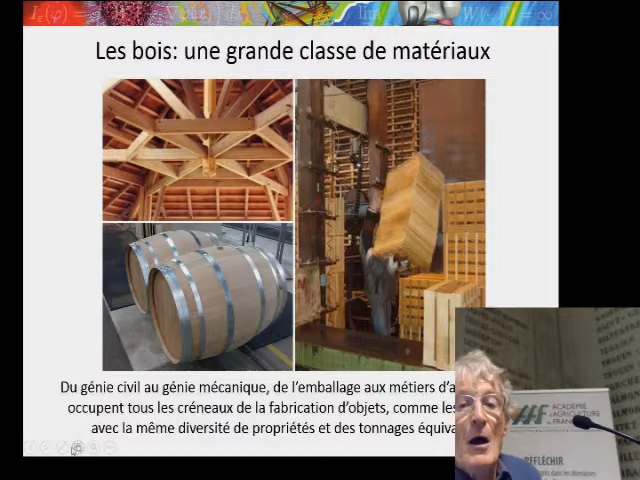 Les bois: une grande classe de matériaux
Du génie civil au génie mécanique, de l'emballage aux métiers d'a
occupent tous les créneaux de la fabrication d'objets, comme les
avec la même diversité de propriétés et des tonnages équiva
ACADÉMIE
D'AGRICULTURE
DE FRANCE
RÉFLÉCHIR